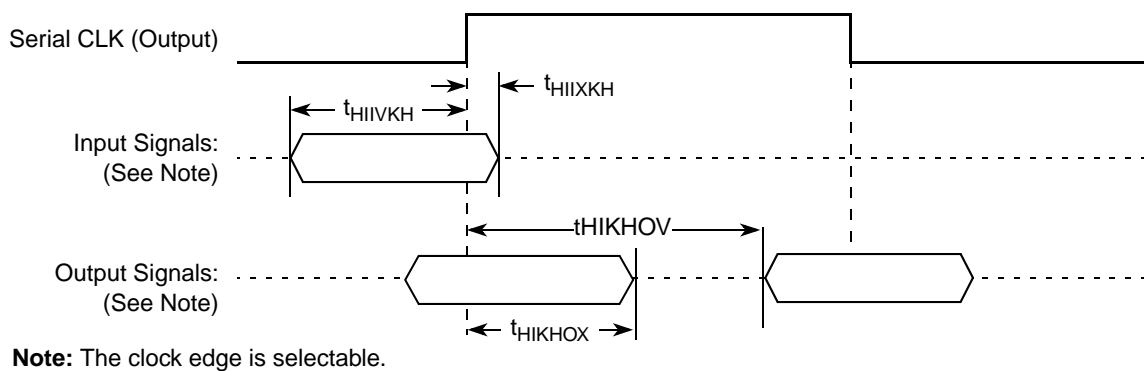 Serial CLK (Output)
tHIIXKH
tHIIVKH
Input Signals:
(See Note)
tHIKHOV
Output Signals:
(See Note)
tHIKHOX
Note: The clock edge is selectable.